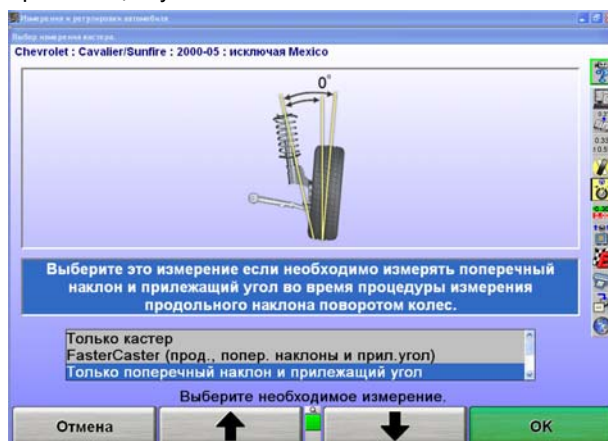 Измерения и регулировки автомобиля
Выбор измерения кастера.
Chevrolet : Cavalier/Sunfire : 2000-05 : исключая Mexico
0°
Выберите это измерение если необходимо измерять поперечный
наклон и прилежащий угол во время процедуры измерения
продольного наклона поворотом колес.
Только кастер
FasterCaster (прод., попер. наклоны и прил.угол)
Только поперечный наклон и прилежащий угол
Выберите необходимое измерение.
Отмена
OK